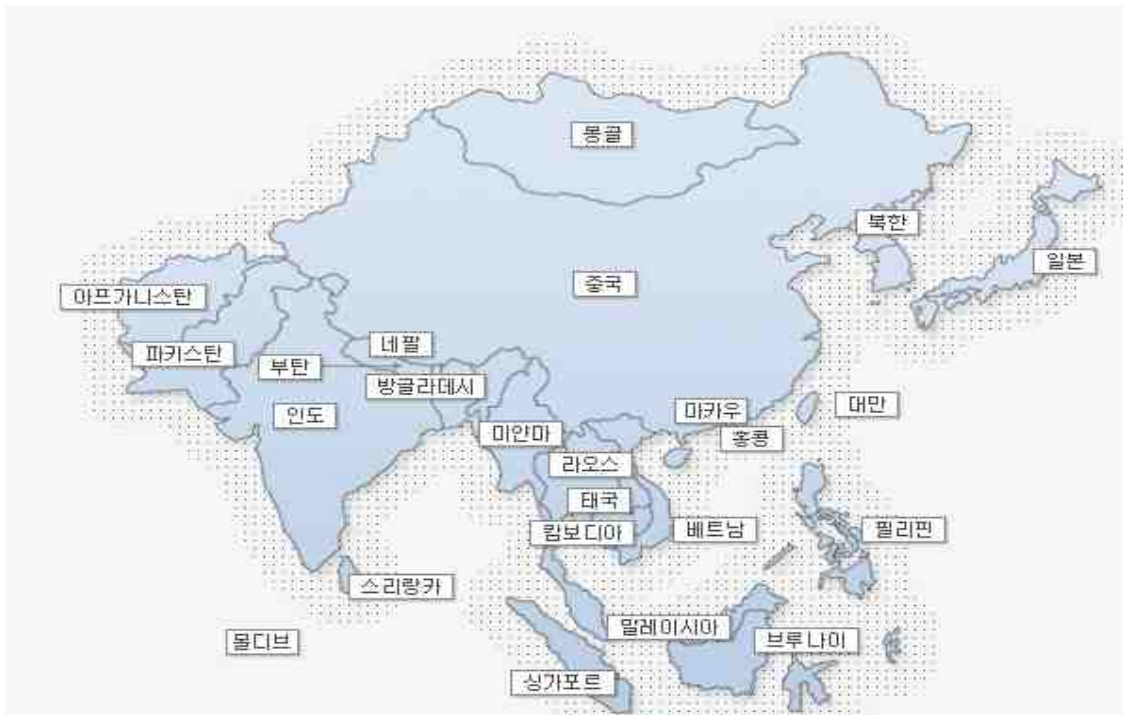 몽골
북한
일본
중국
아프가니스탄
네팔
파키스탄
부탄
방글라데시
인도
마카우
대만
미얀마
홍콩
라오스
태국
캄보디아
베트남
필리핀
스리랑카
말레이시아
몰디브
브루나이
싱가포르